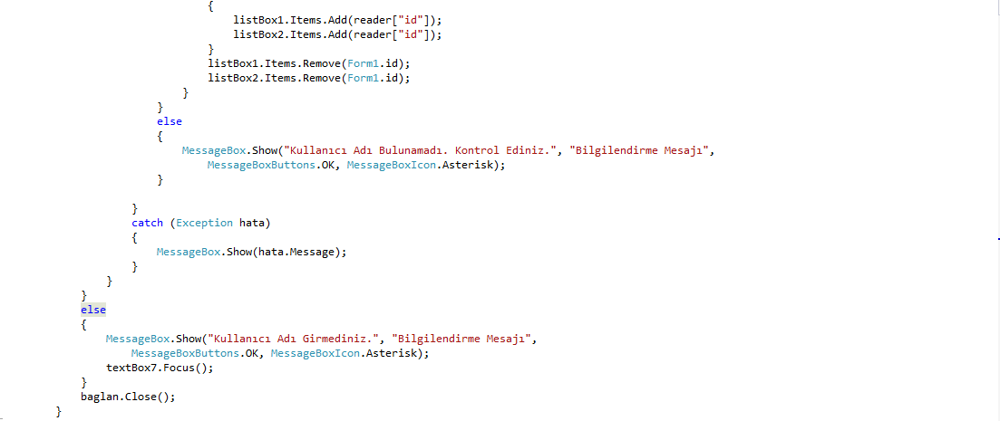 {
listBox1.Items.Add(reader["id"]);
listBox2.Items.Add(reader["id"]);
}
listBox1.Items.Remove(Form1.id);
listBox2.Items.Remove(Form1.id);
}
}
else
{
MessageBox.Show("Kullanıcı Adı Bulunamadı. Kontrol Ediniz.", "Bilgilendirme Mesajı",
MessageBoxButtons.OK, MessageBoxIcon.Asterisk);
}
}
catch (Exception hata)
{
MessageBox.Show(hata.Message);
}
}
}
else
{
MessageBox.Show("Kullanıcı Adı Girmediniz.", "Bilgilendirme Mesajı",
MessageBoxButtons.OK, MessageBoxIcon.Asterisk);
textBox7.Focus();
}
baglan.Close();
}